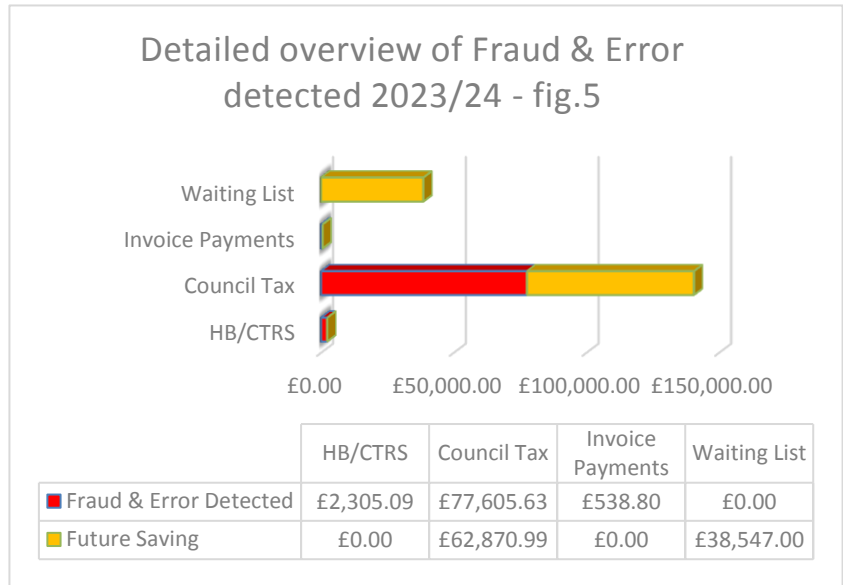 Detailed overview of Fraud & Error
detected 2023/24 - fig.5
Waiting List
Invoice Payments
Council Tax
HB/CTRS
£0.00 £50,000.00 £100,000.00 £150,000.00
HB/CTRS Council Tax Invoice Payments Waiting List
Fraud & Error Detected £2,305.09 £77,605.63 £538.80 £0.00
Future Saving £0.00 £62,870.99 £0.00 £38,547.00